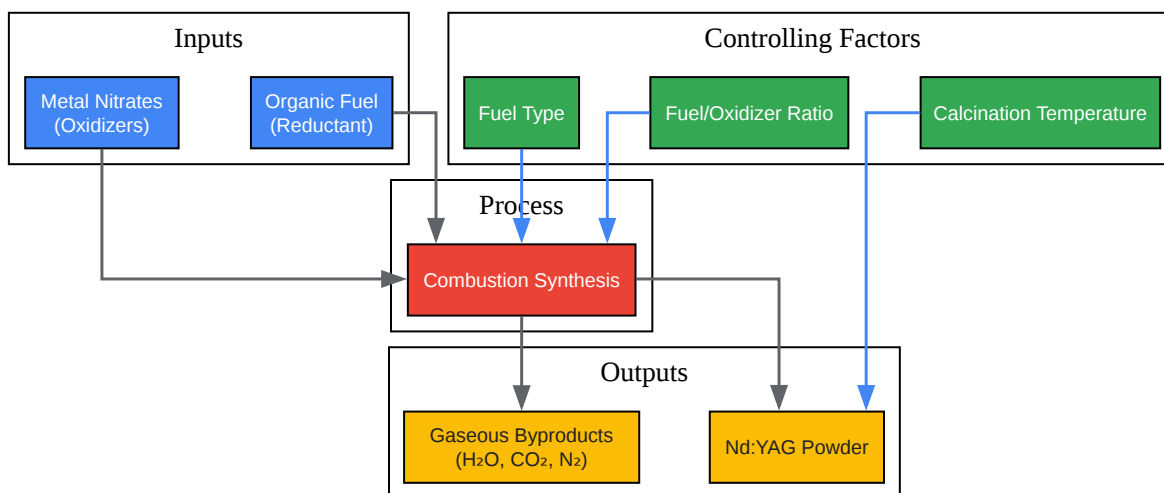 Inputs
Controlling Factors
Metal Nitrates
(Oxidizers)
Organic Fuel
(Reductant)
Fuel Type
Fuel/Oxidizer Ratio
Calcination Temperature
Process
Combustion Synthesis
Outputs
Gaseous Byproducts
(H₂O, CO₂, N₂)
Nd:YAG Powder